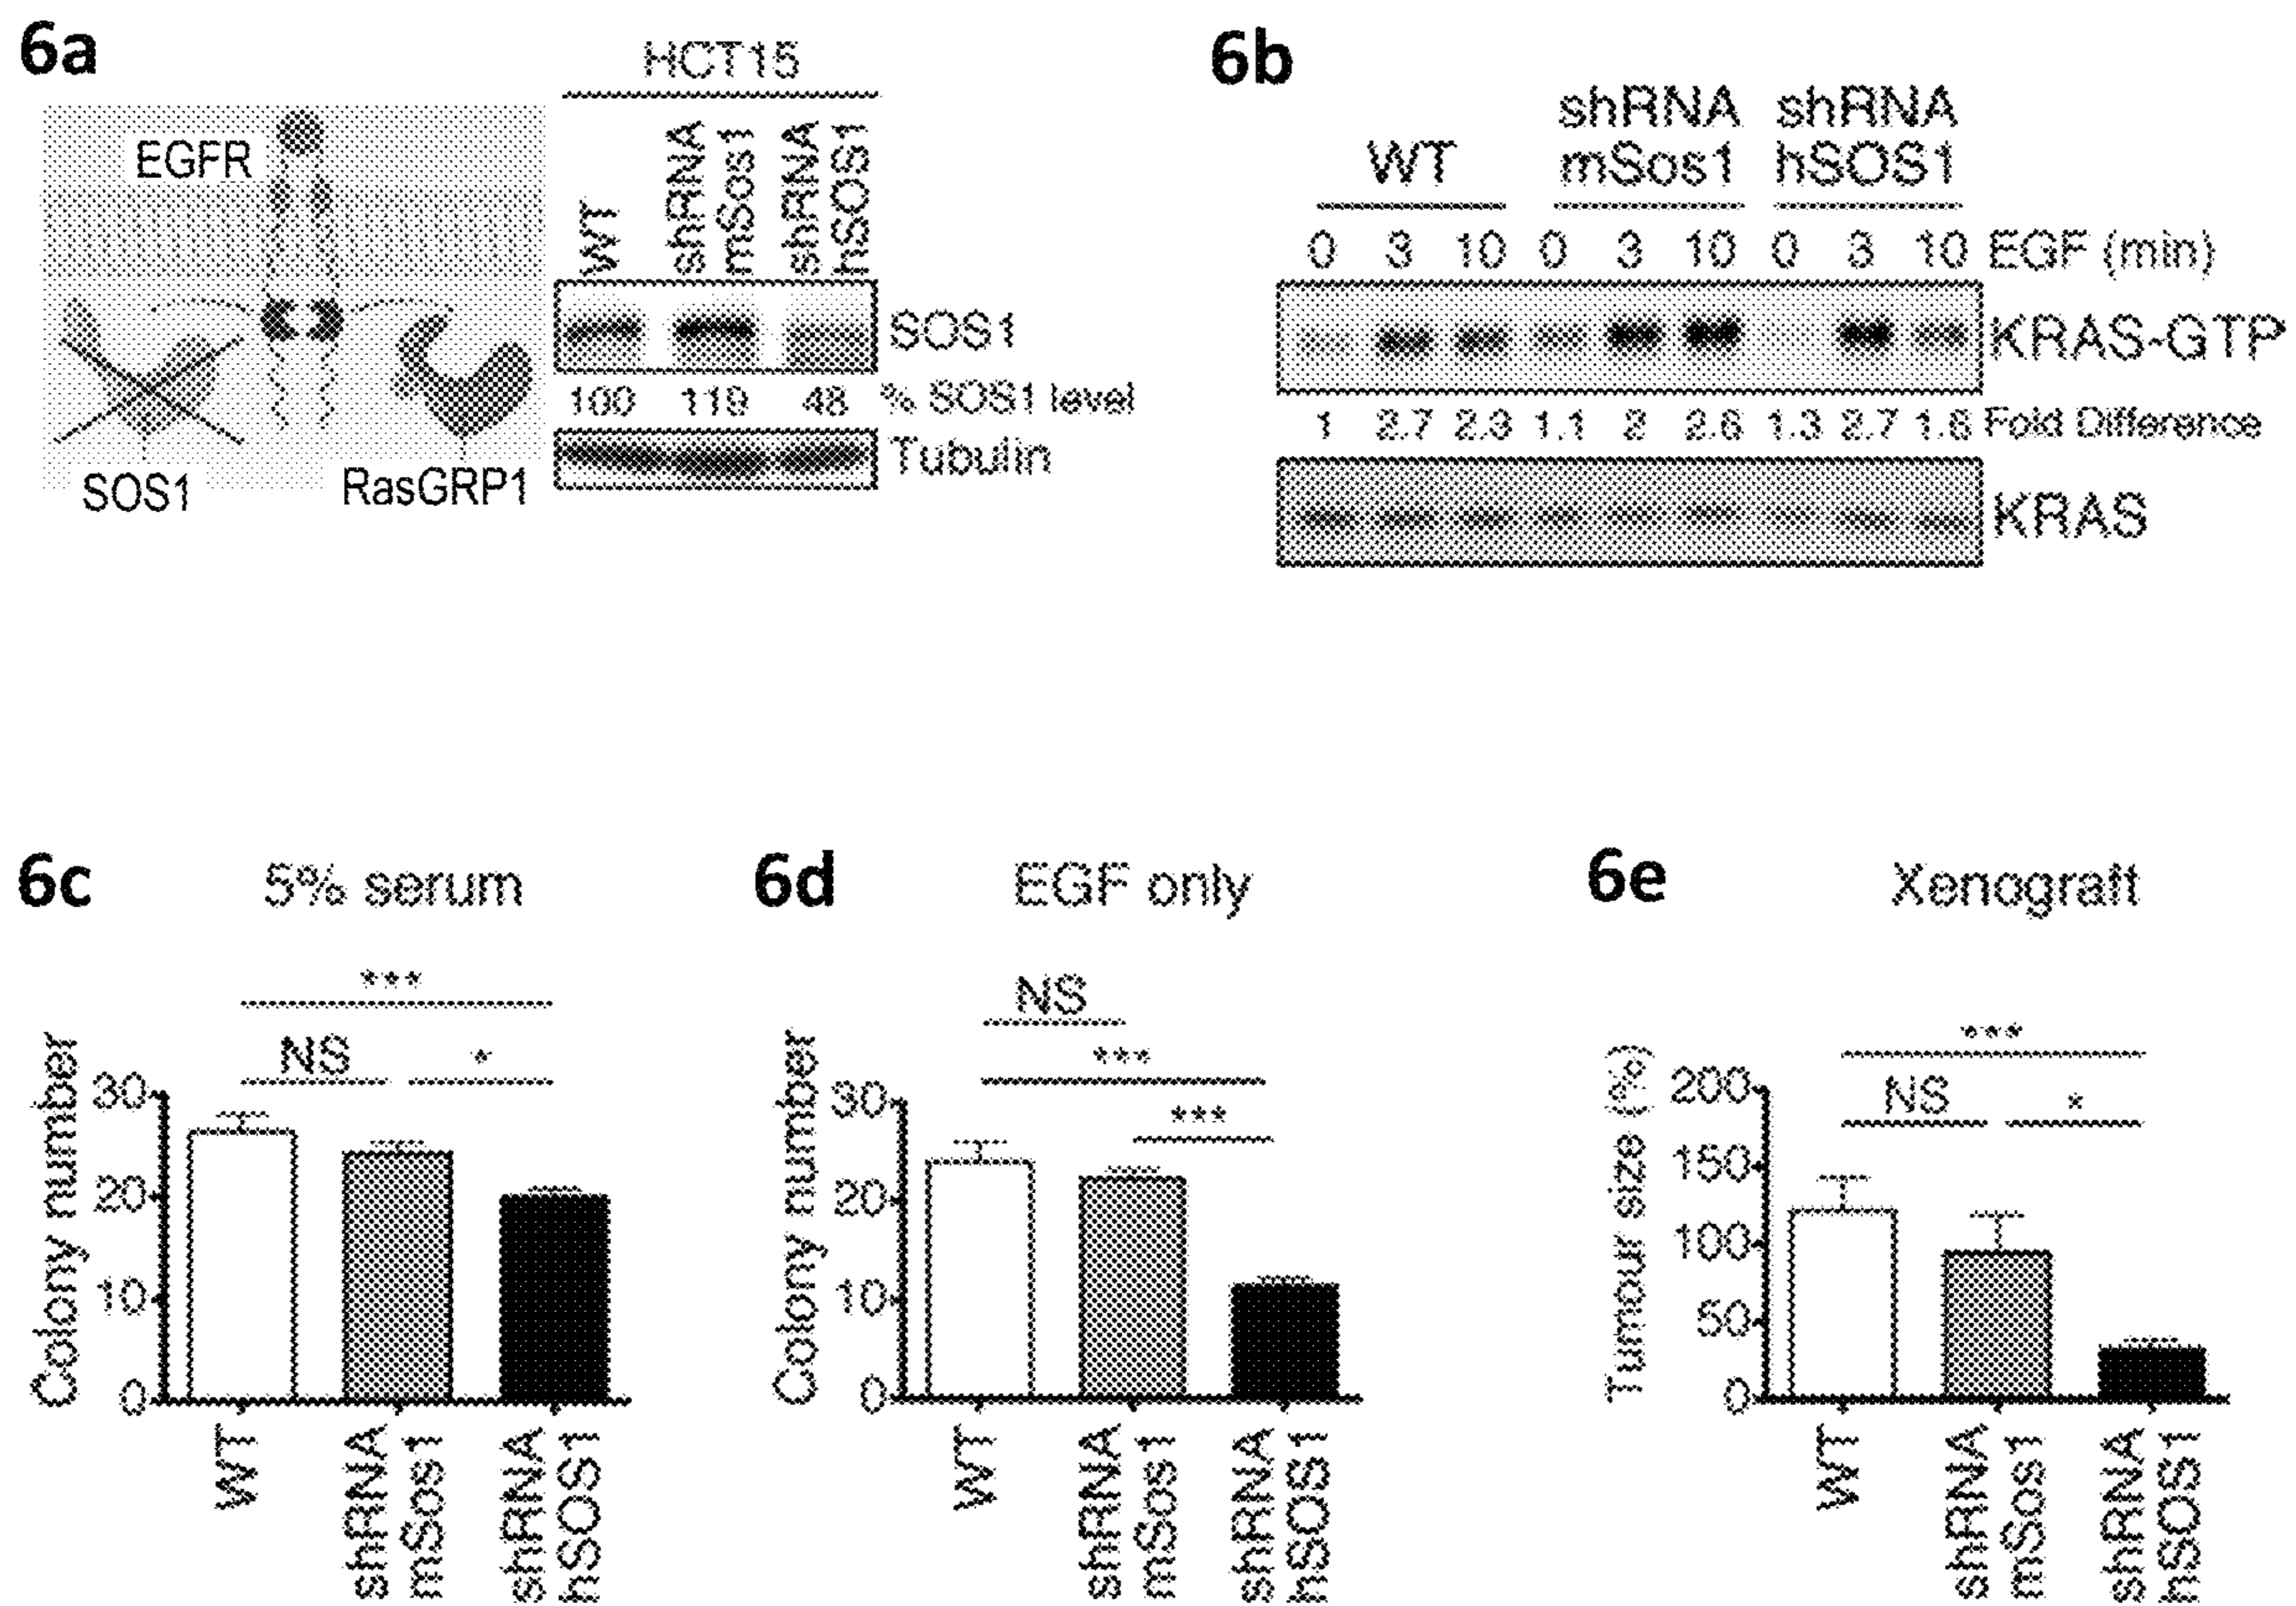 6a
HCT15
EGFR
SOS1
RasGRP1
WT
shRNA
mSos1
shRNA
hSOS1
SOS1
100 119 48 % SOS1 level
Tubulin
6b
WT
shRNA
mSos1
shRNA
hSOS1
0 3 10 0 3 10 0 3 10 EGF (min)
KRAS-GTP
1 2.7 2.3 1.1 2 2.6 1.3 2.7 1.6 Fold Difference
KRAS
6c 5% serum
***
NS *
Colony number
30
20
10
0
WT
shRNA
mSos1
shRNA
hSOS1
6d EGF only
NS
***
***
Colony number
30
20
10
0
WT
shRNA
mSos1
shRNA
hSOS1
6e Xenograft
***
NS *
Tumour size (%)
200
150
100
50
0
WT
shRNA
mSos1
shRNA
hSOS1